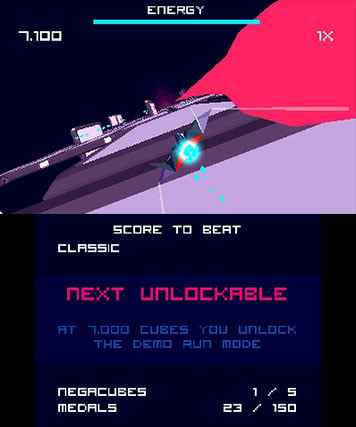 ENERGY
7.100 1X
SCORE TO BEAT
CLASSIC
NEXT UNLOCKABLE
AT 7.000 CUBES YOU UNLOCK
THE DEMO RUN MODE
NEGACUBES 1 / 5
MEDALS 23 / 150